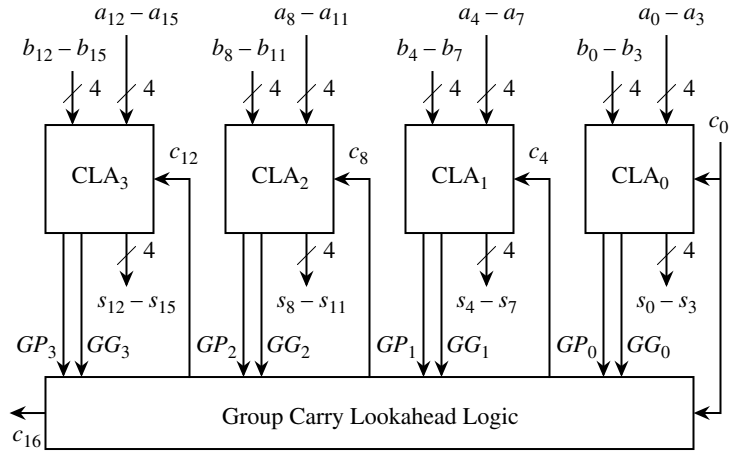 a₁₂ – a₁₅ a₈ – a₁₁ a₄ – a₇ a₀ – a₃
b₁₂ – b₁₅ b₈ – b₁₁ b₄ – b₇ b₀ – b₃
4 4 4 4 4 4 4 4
c₀
c₁₂ c₈ c₄
CLA₃ CLA₂ CLA₁ CLA₀
4 4 4 4
s₁₂ – s₁₅ s₈ – s₁₁ s₄ – s₇ s₀ – s₃
GP₃ GG₃ GP₂ GG₂ GP₁ GG₁ GP₀ GG₀
Group Carry Lookahead Logic
c₁₆